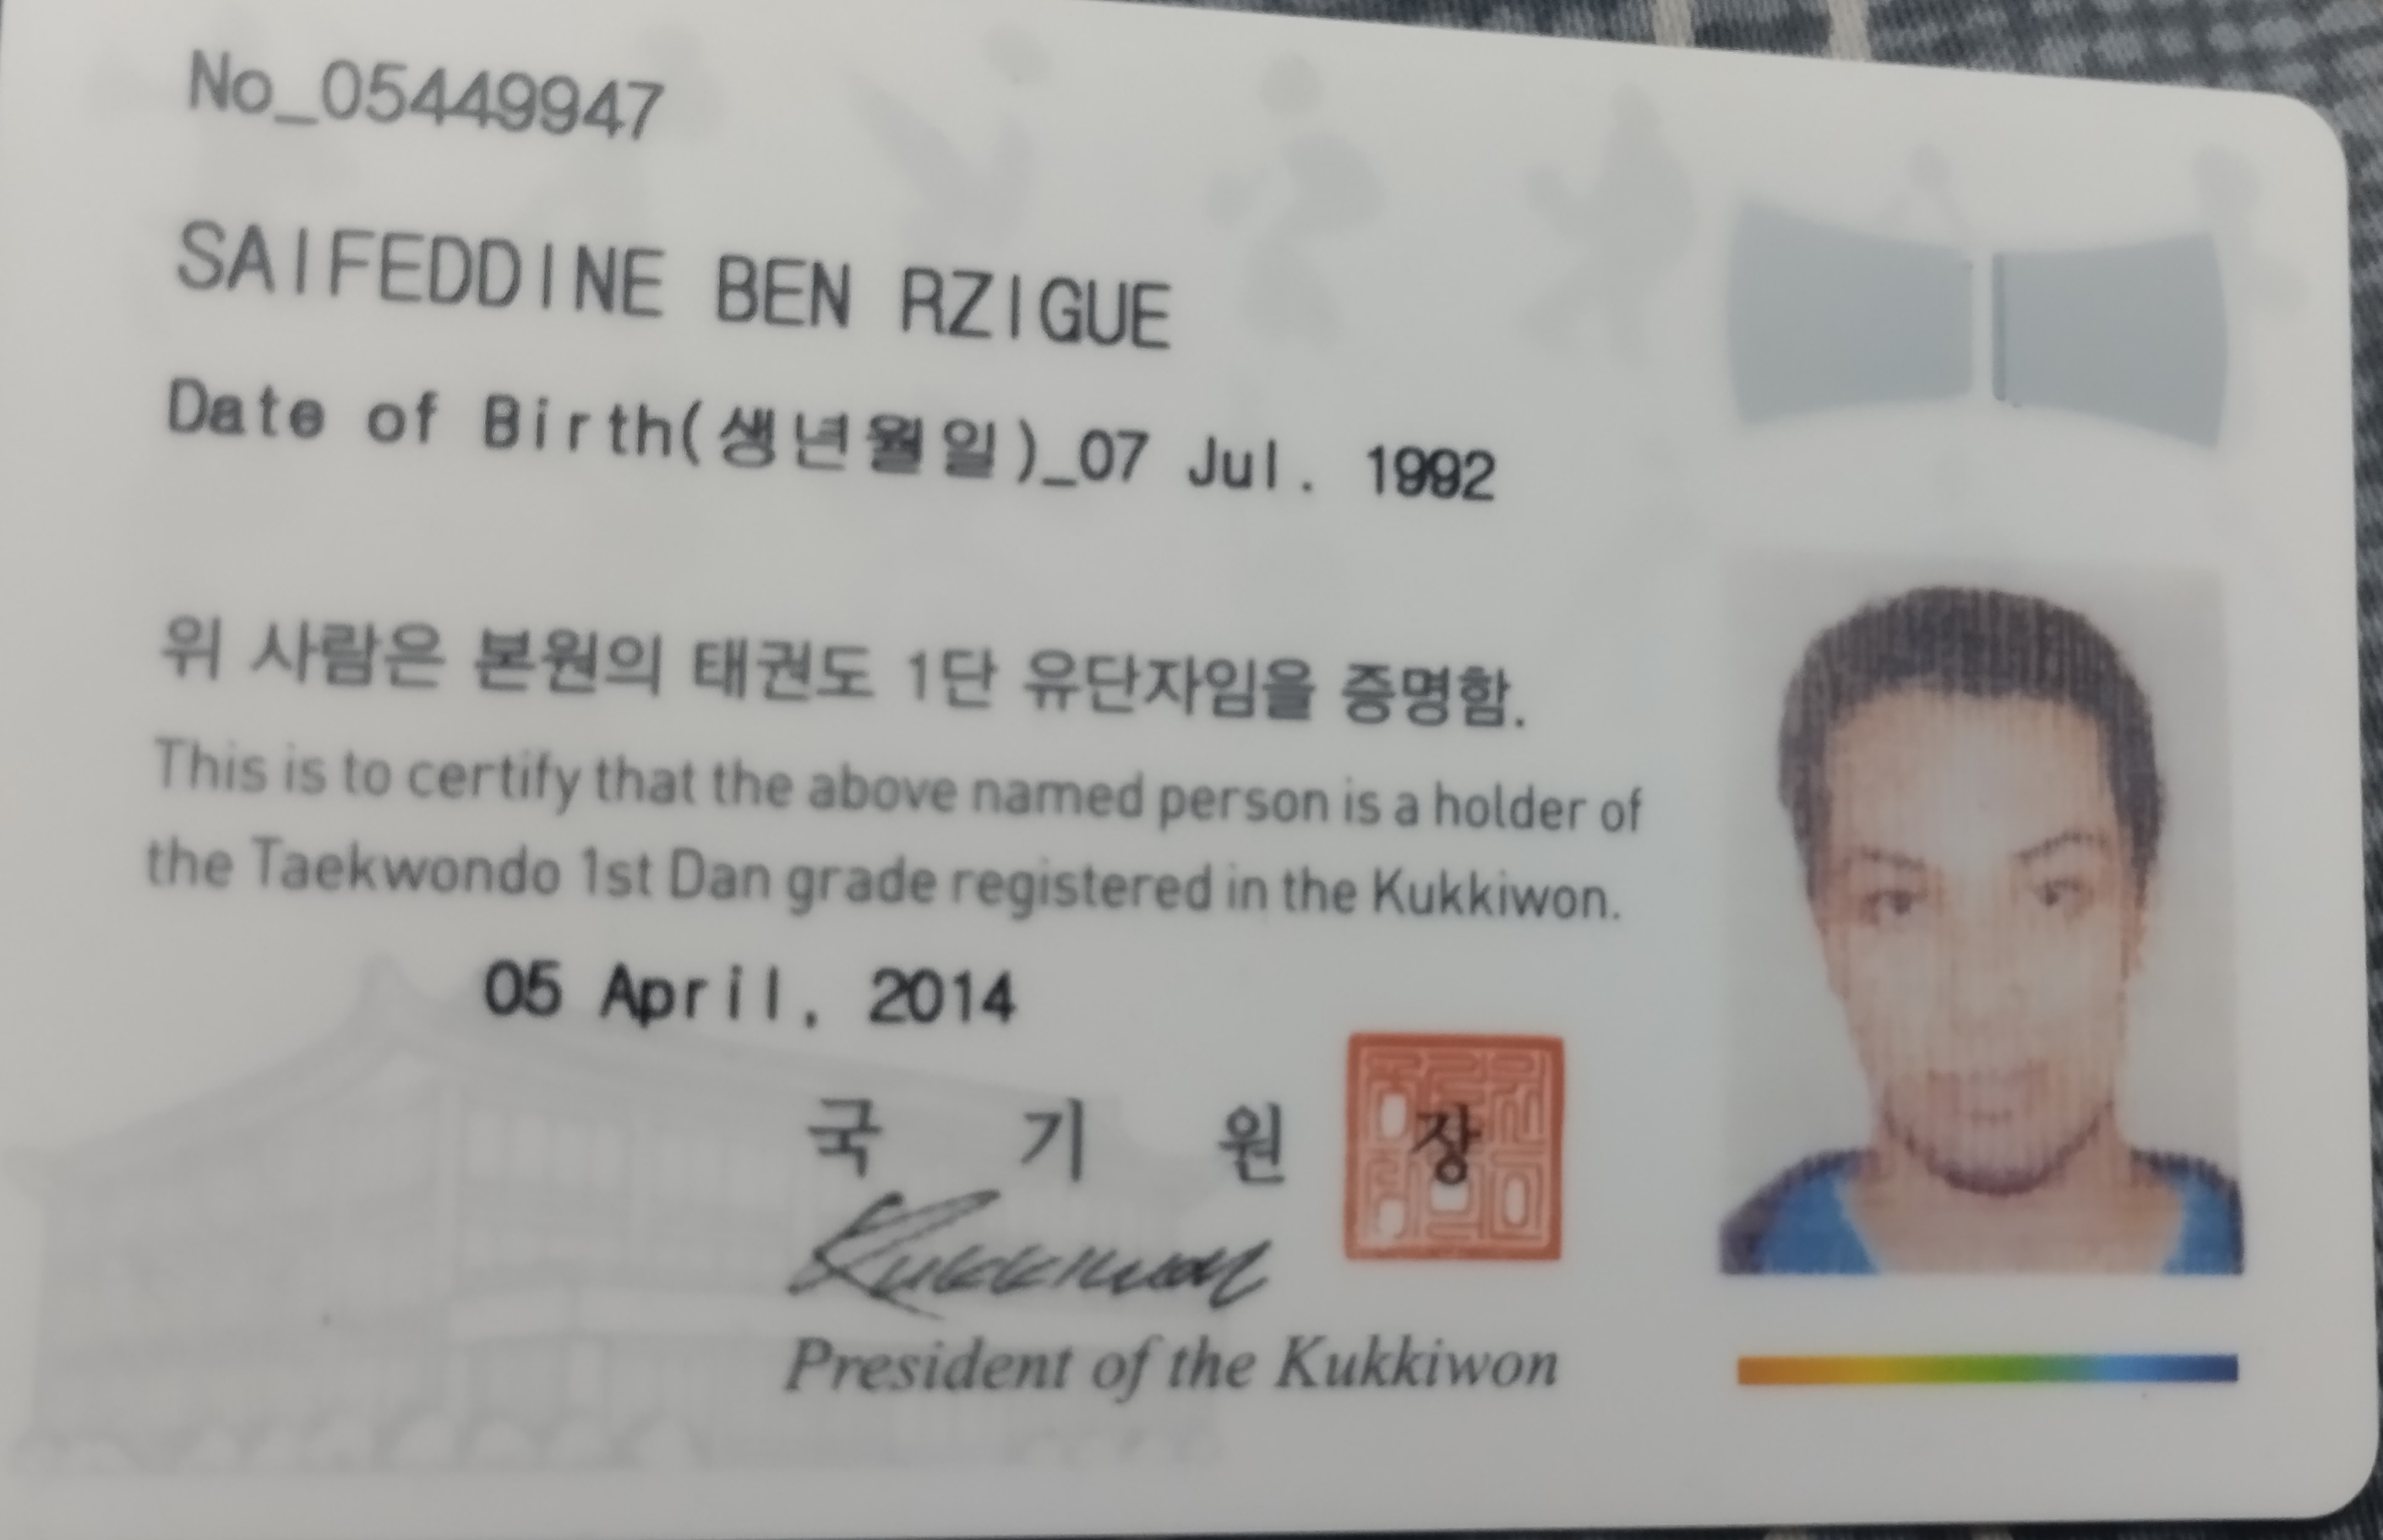 No_05449947
SAIFEDDINE BEN RZIGUE
Date of Birth(생년월일)_07 Jul. 1992
위 사람은 본원의 태권도 1단 유단자임을 증명함.
This is to certify that the above named person is a holder of
the Taekwondo 1st Dan grade registered in the Kukkiwon.
05 April, 2014
국 기 원 장
Kukkiwon
President of the Kukkiwon